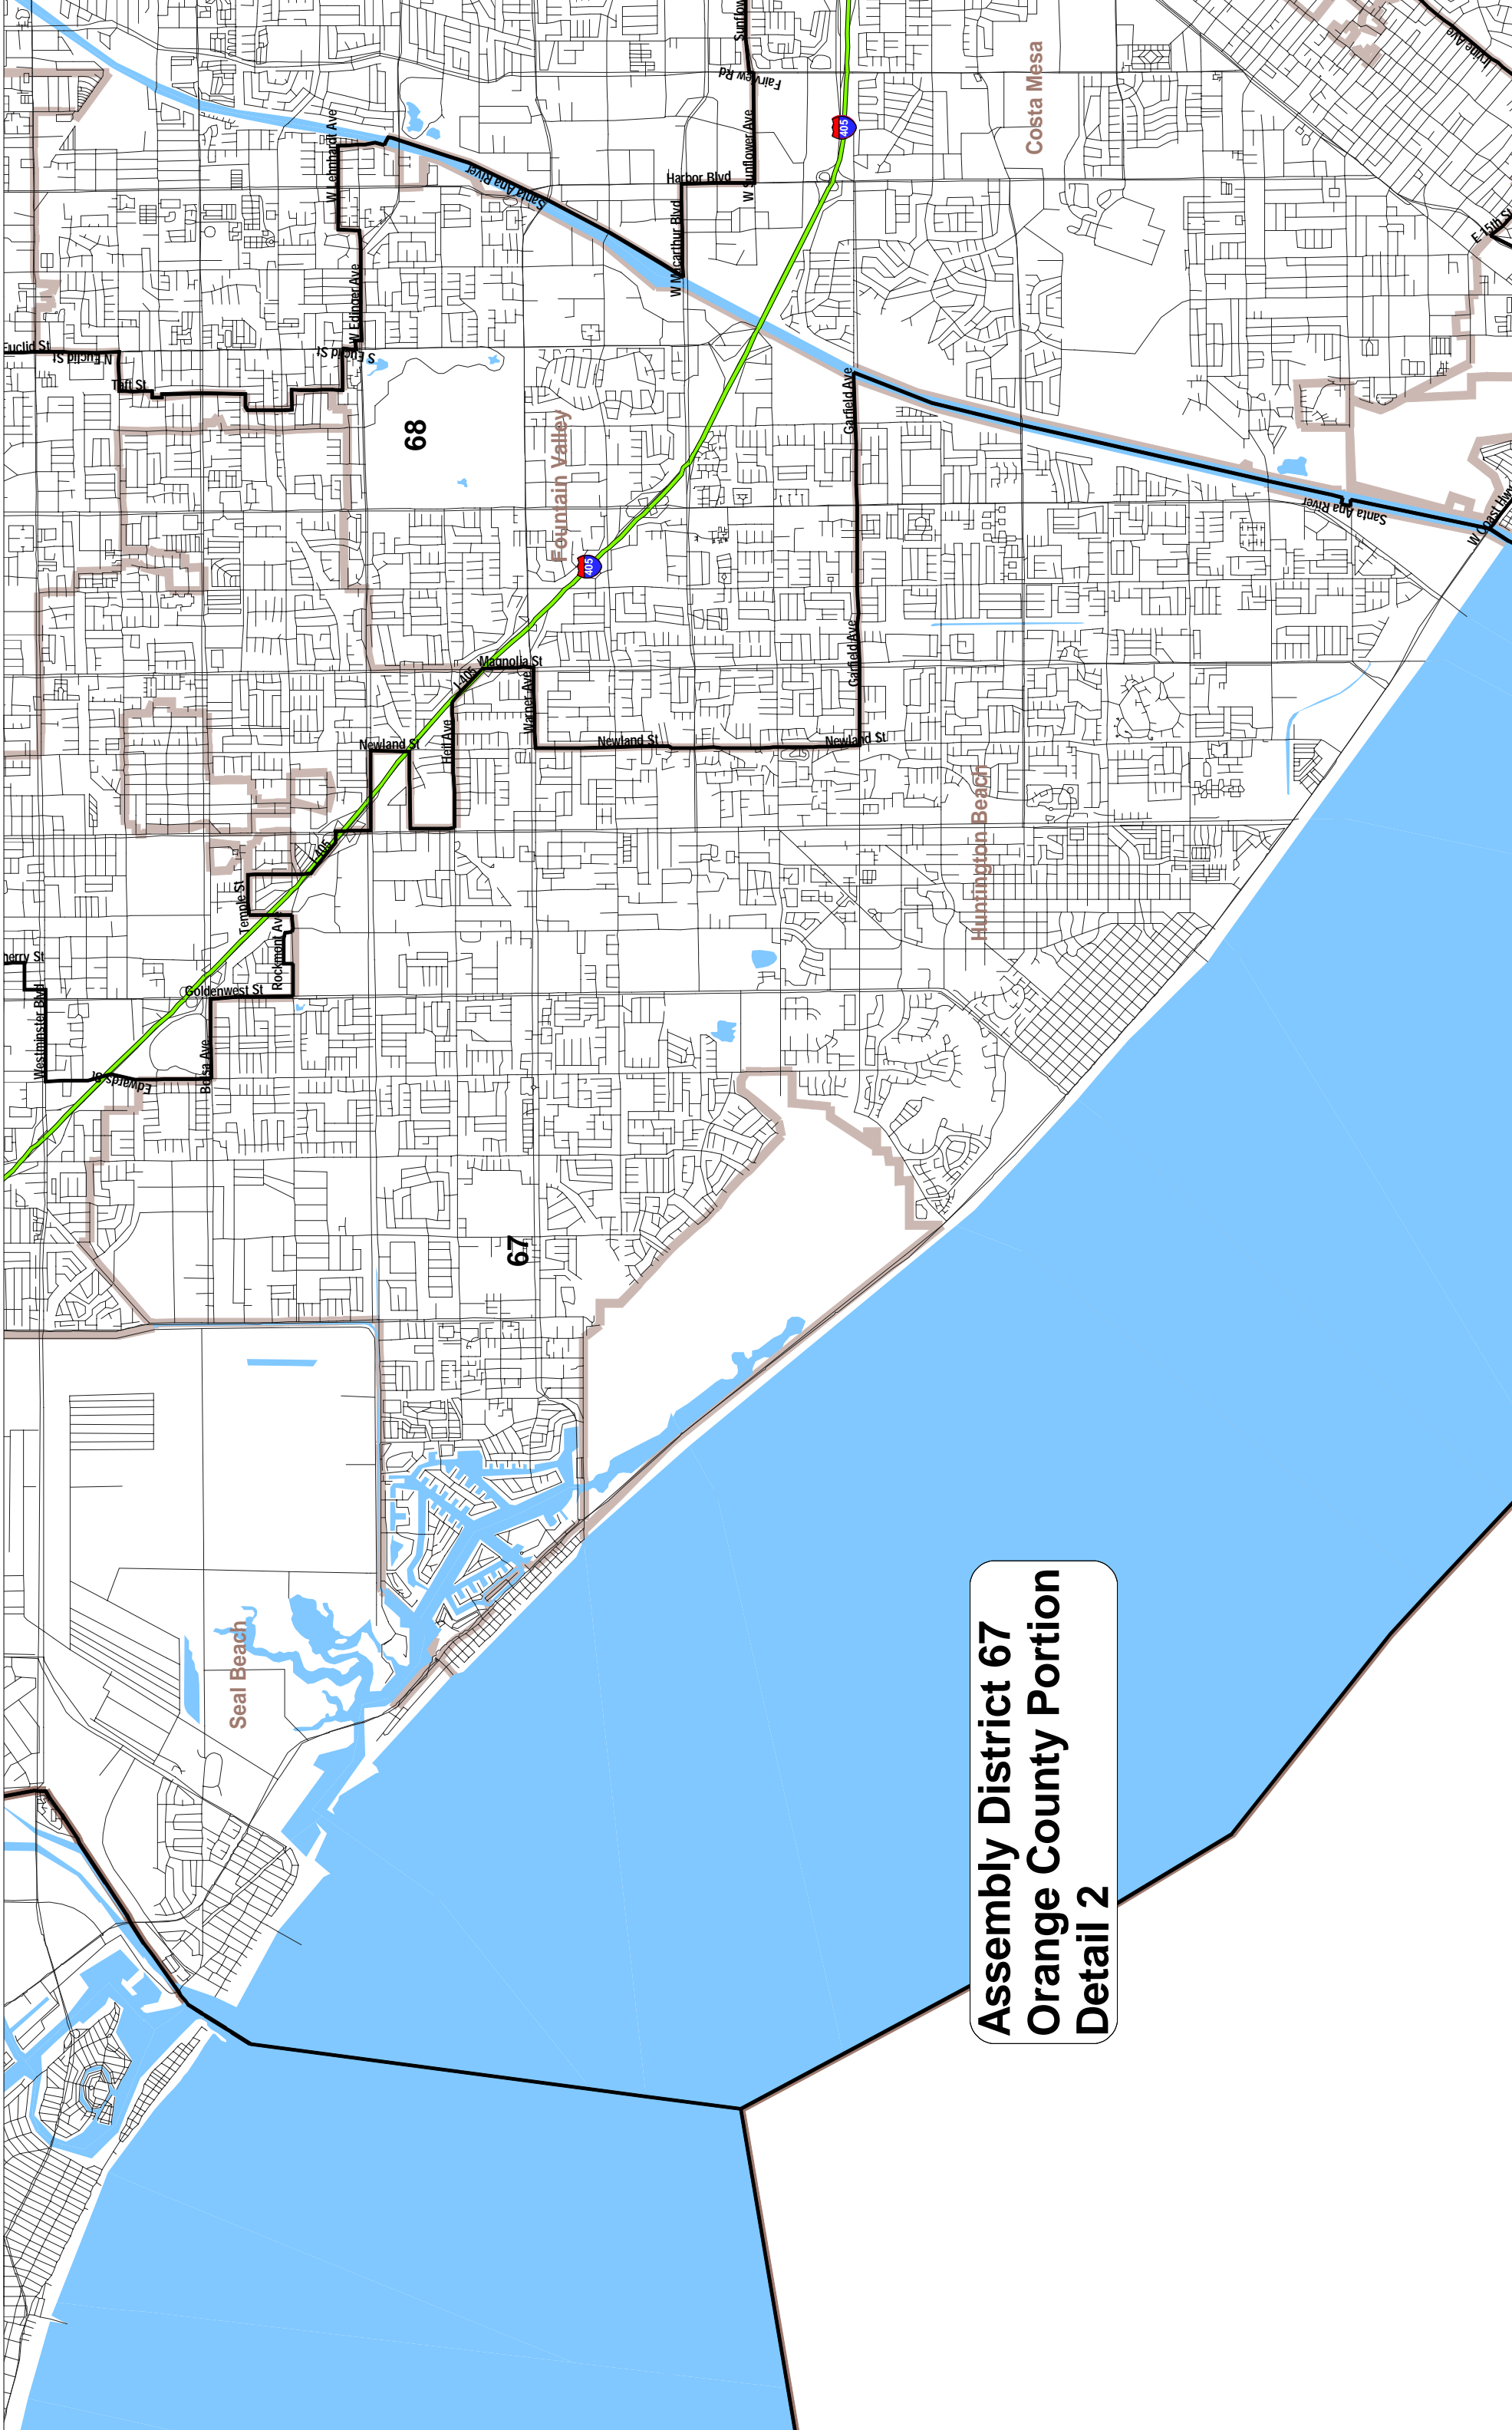 Assembly District 67
Orange County Portion
Detail 2
67
68
Seal Beach
Huntington Beach
Fountain Valley
Costa Mesa
405
405
Westminster Blvd
Edwards St
Bolsa Ave
Goldenwest St
Rockmont Ave
Temple St
Newland St
Heil Ave
I-405
Magnolia St
Warner Ave
Newland St
Newland St
Garfield Ave
Garfield Ave
Santa Ana River
Santa Ana River
W Macarthur Blvd
Harbor Blvd
W Sunflower Ave
Fairview Rd
W Lehnhardt Ave
W Edinger Ave
S Euclid St
Taft St
N Euclid St
Euclid St
Irvine Ave
E 15th St
W Coast Hwy